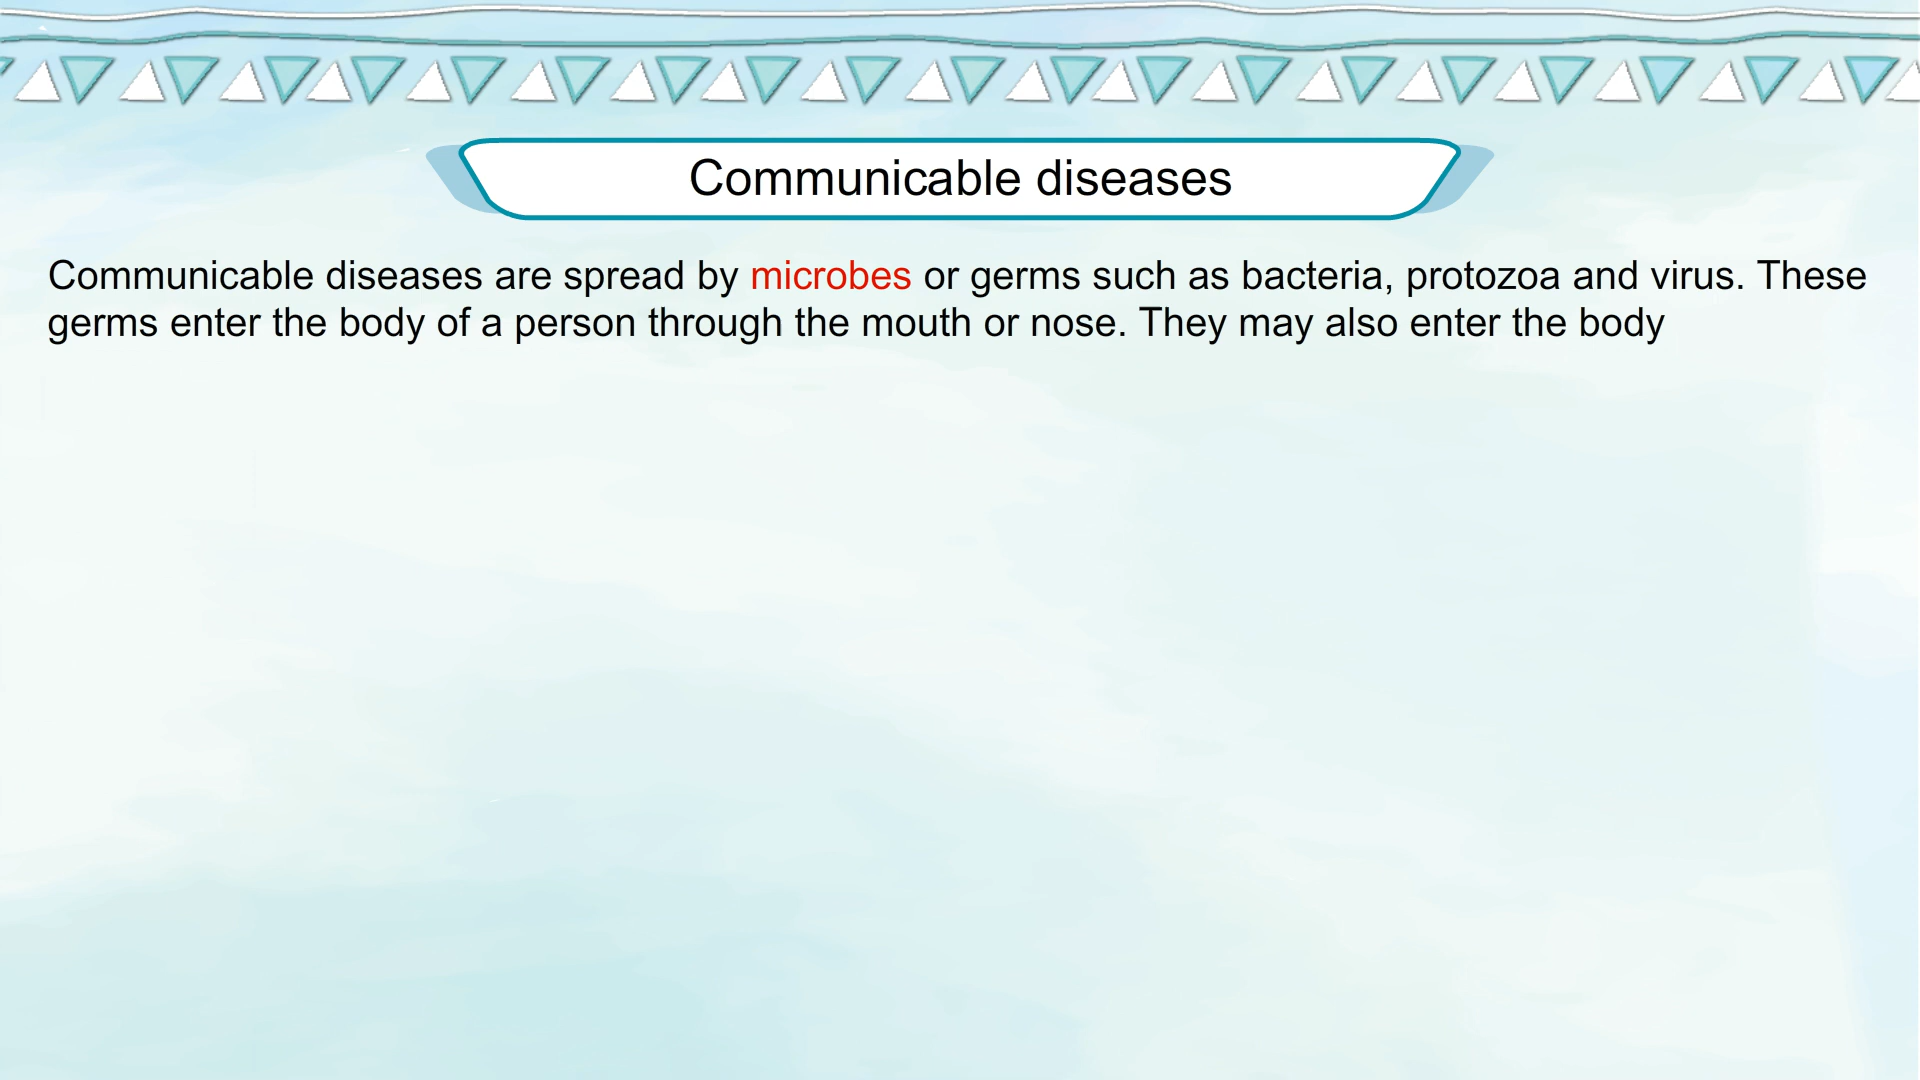 Communicable diseases
Communicable diseases are spread by microbes or germs such as bacteria, protozoa and virus. These
germs enter the body of a person through the mouth or nose. They may also enter the body